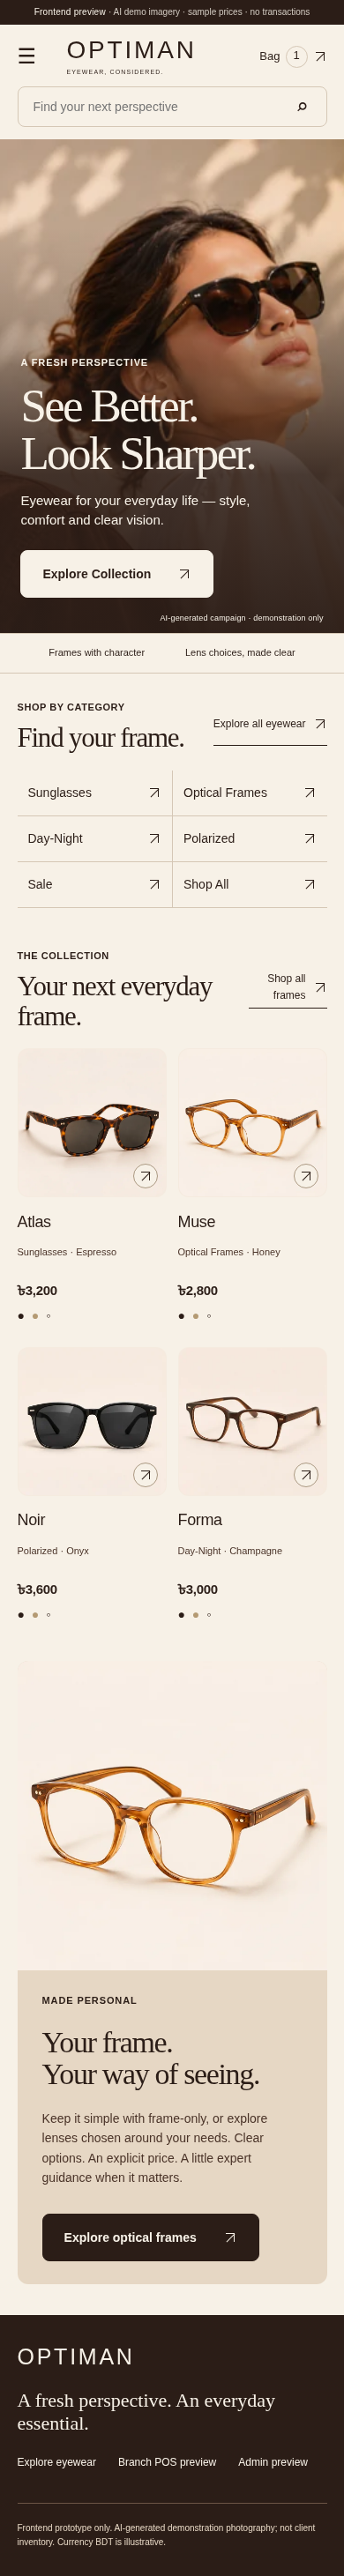 Frontend preview · AI demo imagery · sample prices · no transactions
OPTIMAN
EYEWEAR, CONSIDERED.
Bag 1
Find your next perspective
A FRESH PERSPECTIVE
See Better.
Look Sharper.
Eyewear for your everyday life — style,
comfort and clear vision.
Explore Collection
AI-generated campaign · demonstration only
Frames with character
Lens choices, made clear
SHOP BY CATEGORY
Find your frame.
Explore all eyewear
Sunglasses
Optical Frames
Day-Night
Polarized
Sale
Shop All
THE COLLECTION
Your next everyday
frame.
Shop all
frames
Atlas
Sunglasses · Espresso
৳3,200
Muse
Optical Frames · Honey
৳2,800
Noir
Polarized · Onyx
৳3,600
Forma
Day-Night · Champagne
৳3,000
MADE PERSONAL
Your frame.
Your way of seeing.
Keep it simple with frame-only, or explore
lenses chosen around your needs. Clear
options. An explicit price. A little expert
guidance when it matters.
Explore optical frames
OPTIMAN
A fresh perspective. An everyday
essential.
Explore eyewear
Branch POS preview
Admin preview
Frontend prototype only. AI-generated demonstration photography; not client
inventory. Currency BDT is illustrative.